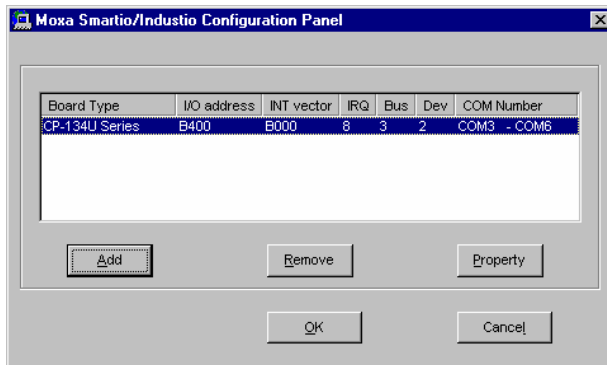 Moxa Smartio/Industio Configuration Panel
Board Type I/O address INT vector IRQ Bus Dev COM Number
CP-134U Series B400 B000 8 3 2 COM3 - COM6
Add Remove Property
OK Cancel